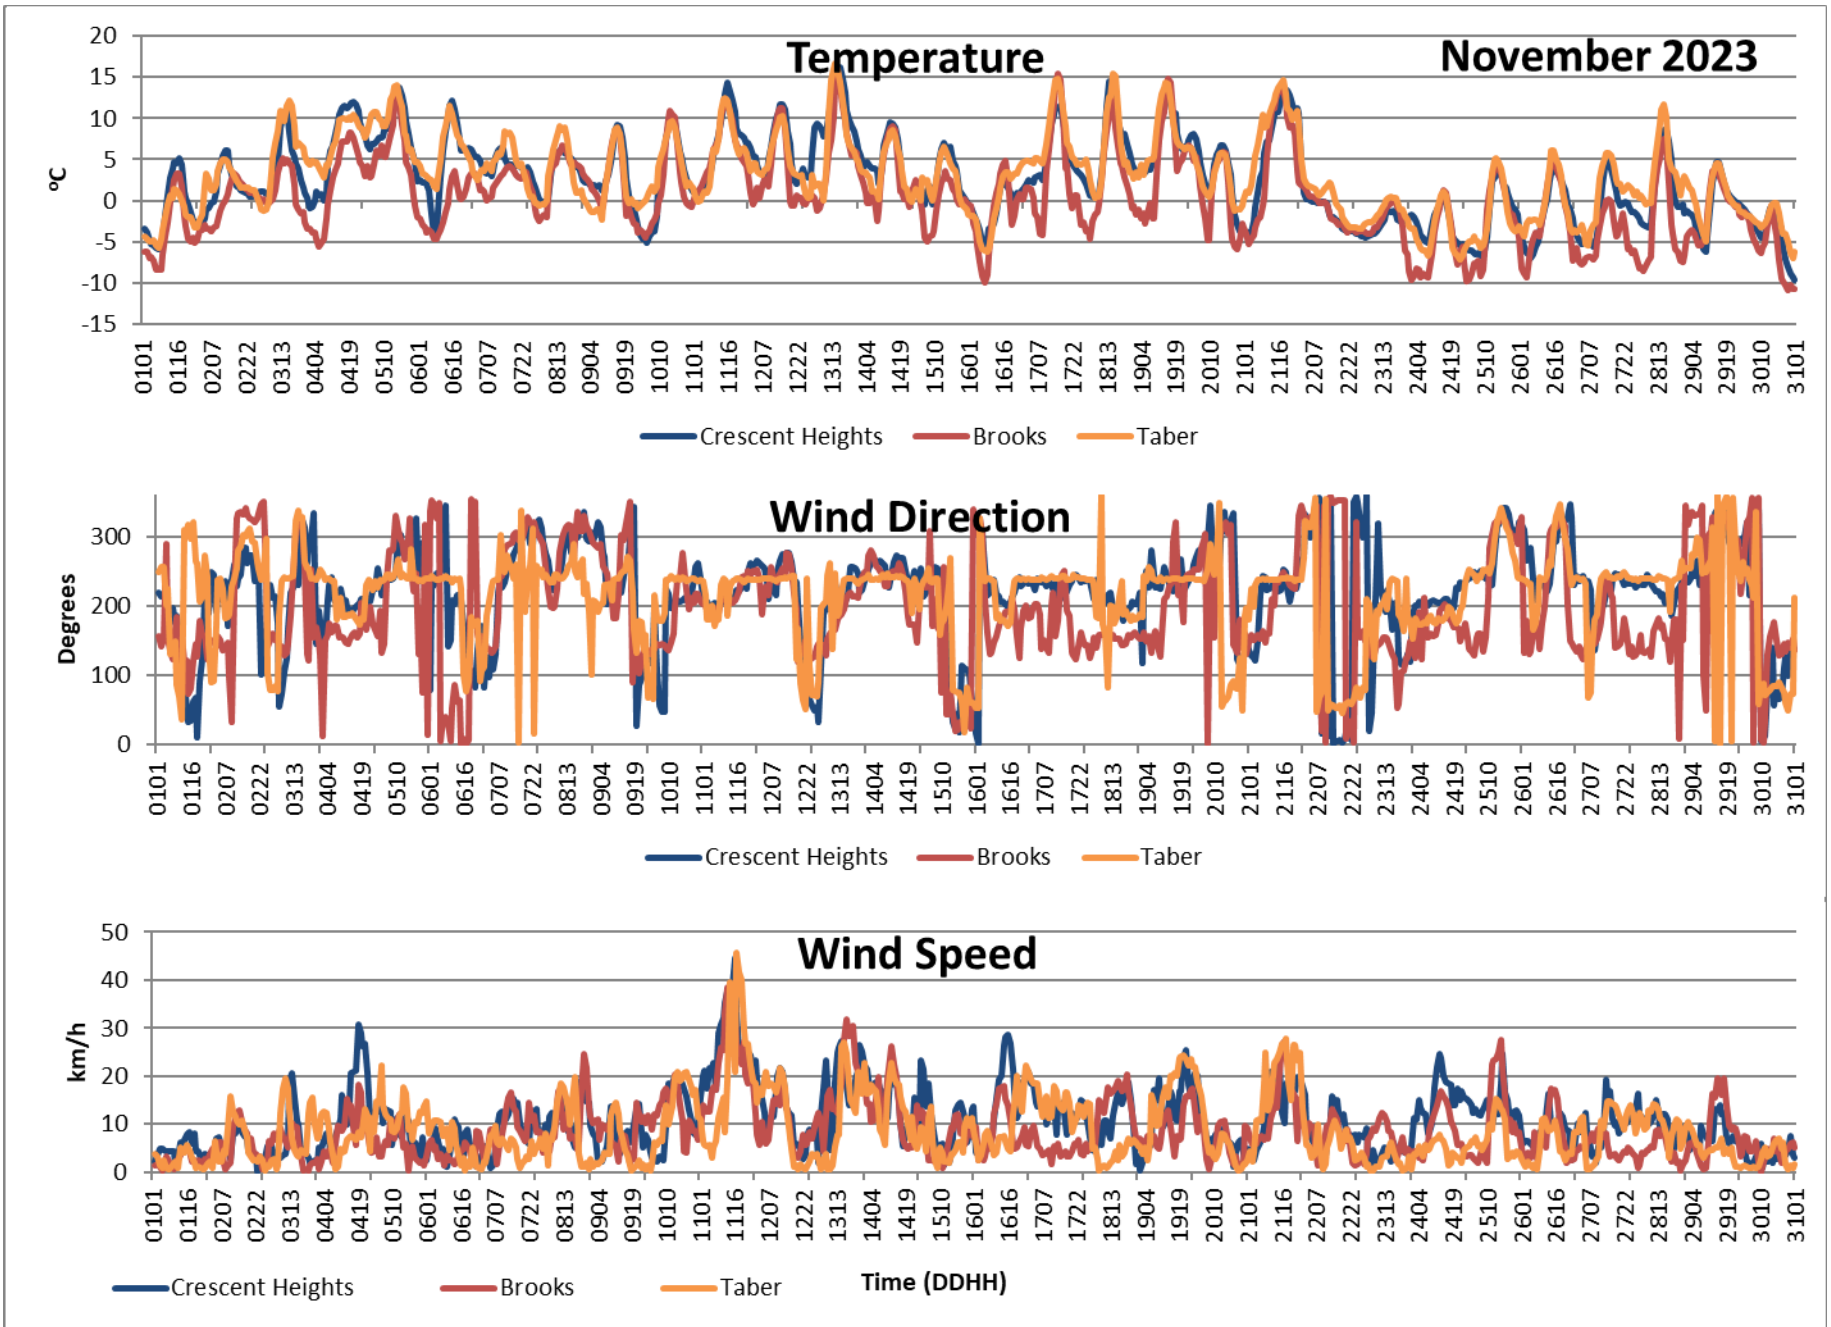 Temperature
November 2023
20
15
10
5
0
-5
-10
-15
ºC
0101 0116 0207 0222 0313 0404 0419 0510 0601 0616 0707 0722 0813 0904 0919 1010 1101 1116 1207 1222 1313 1404 1419 1510 1601 1616 1707 1722 1813 1904 1919 2010 2101 2116 2207 2222 2313 2404 2419 2510 2601 2616 2707 2722 2813 2904 2919 3010 3101
Crescent Heights Brooks Taber
Wind Direction
300
200
100
0
Degrees
0101 0116 0207 0222 0313 0404 0419 0510 0601 0616 0707 0722 0813 0904 0919 1010 1101 1116 1207 1222 1313 1404 1419 1510 1601 1616 1707 1722 1813 1904 1919 2010 2101 2116 2207 2222 2313 2404 2419 2510 2601 2616 2707 2722 2813 2904 2919 3010 3101
Crescent Heights Brooks Taber
Wind Speed
50
40
30
20
10
0
km/h
0101 0116 0207 0222 0313 0404 0419 0510 0601 0616 0707 0722 0813 0904 0919 1010 1101 1116 1207 1222 1313 1404 1419 1510 1601 1616 1707 1722 1813 1904 1919 2010 2101 2116 2207 2222 2313 2404 2419 2510 2601 2616 2707 2722 2813 2904 2919 3010 3101
Crescent Heights Brooks Taber
Time (DDHH)